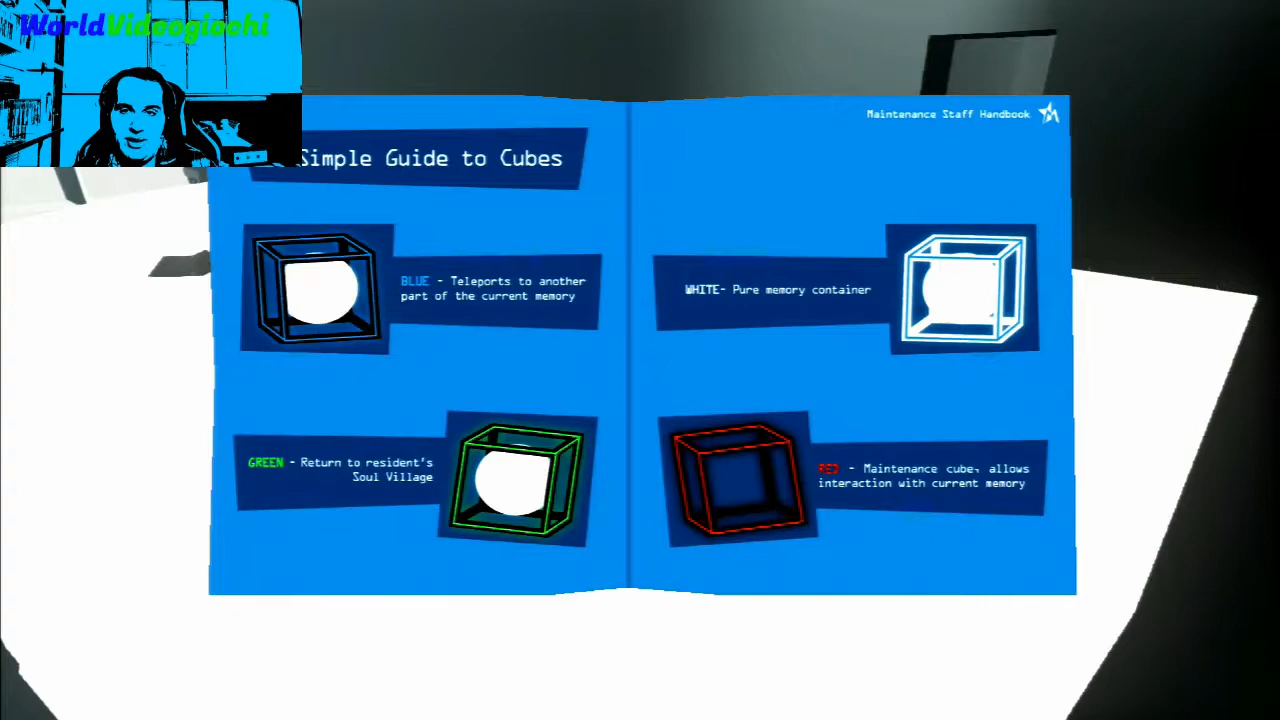 WorldVideogiochi
Maintenance Staff Handbook
Simple Guide to Cubes
BLUE - Teleports to another
part of the current memory
WHITE- Pure memory container
GREEN - Return to resident's
Soul Village
RED - Maintenance cube, allows
interaction with current memory